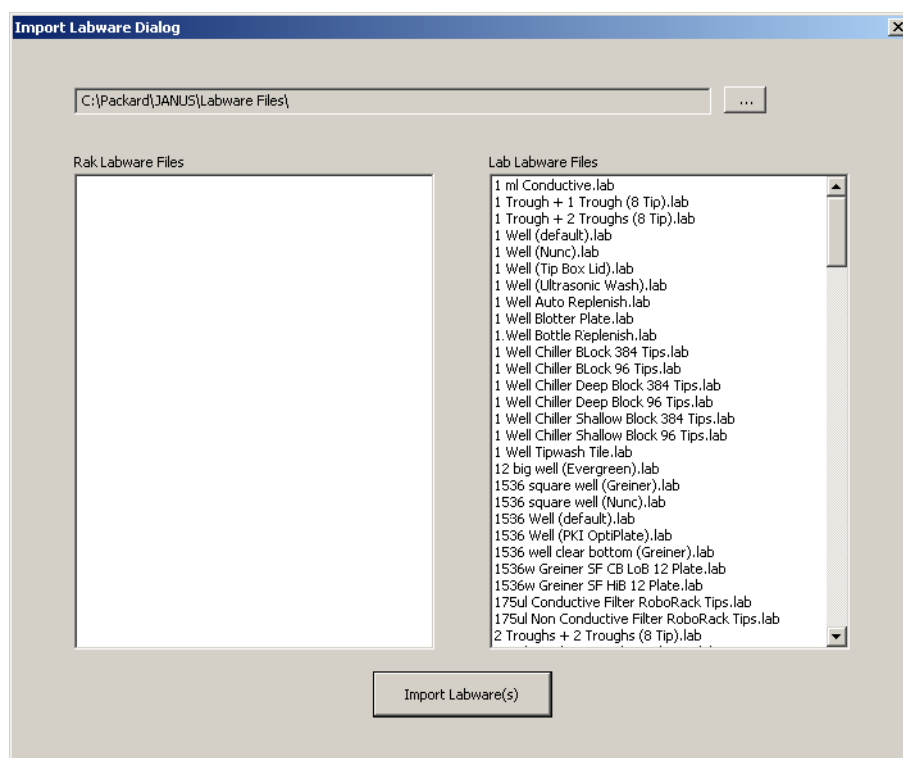 Import Labware Dialog
C:\Packard\JANUS\Labware Files\
...
Rak Labware Files
Lab Labware Files
1 ml Conductive.lab
1 Trough + 1 Trough (8 Tip).lab
1 Trough + 2 Troughs (8 Tip).lab
1 Well (default).lab
1 Well (Nunc).lab
1 Well (Tip Box Lid).lab
1 Well (Ultrasonic Wash).lab
1 Well Auto Replenish.lab
1 Well Blotter Plate.lab
1 Well Bottle Replenish.lab
1 Well Chiller BLock 384 Tips.lab
1 Well Chiller BLock 96 Tips.lab
1 Well Chiller Deep Block 384 Tips.lab
1 Well Chiller Deep Block 96 Tips.lab
1 Well Chiller Shallow Block 384 Tips.lab
1 Well Chiller Shallow Block 96 Tips.lab
1 Well Tipwash Tile.lab
12 big well (Evergreen).lab
1536 square well (Greiner).lab
1536 square well (Nunc).lab
1536 Well (default).lab
1536 Well (PKI OptiPlate).lab
1536 well clear bottom (Greiner).lab
1536w Greiner SF CB LoB 12 Plate.lab
1536w Greiner SF HiB 12 Plate.lab
175ul Conductive Filter RoboRack Tips.lab
175ul Non Conductive Filter RoboRack Tips.lab
2 Troughs + 2 Troughs (8 Tip).lab
Import Labware(s)